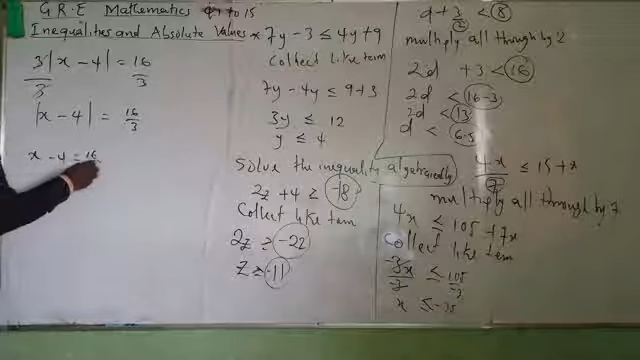 G.R.E Mathematics Q1 to 15
Inequalities and Absolute Values
3|x - 4| = 16
3 3
|x - 4| = 16/3
x - 4 = 16
x 7y - 3 ≤ 4y + 9
Collect like term
7y - 4y ≤ 9 + 3
3y ≤ 12
y ≤ 4
Solve the inequality algebraically
2z + 4 ≥ -18
Collect like term
2z ≥ -22
z ≥ -11
d + 3/2 < 8
multiply all through by 2
2d + 3 < 16
2d < 16-3
2d < 13
d < 6.5
4x/7 ≤ 15 + x
multiply all through by 7
4x ≤ 105 + 7x
Collect like term
-3x/-3 ≤ 105/-3
x ≤ -35